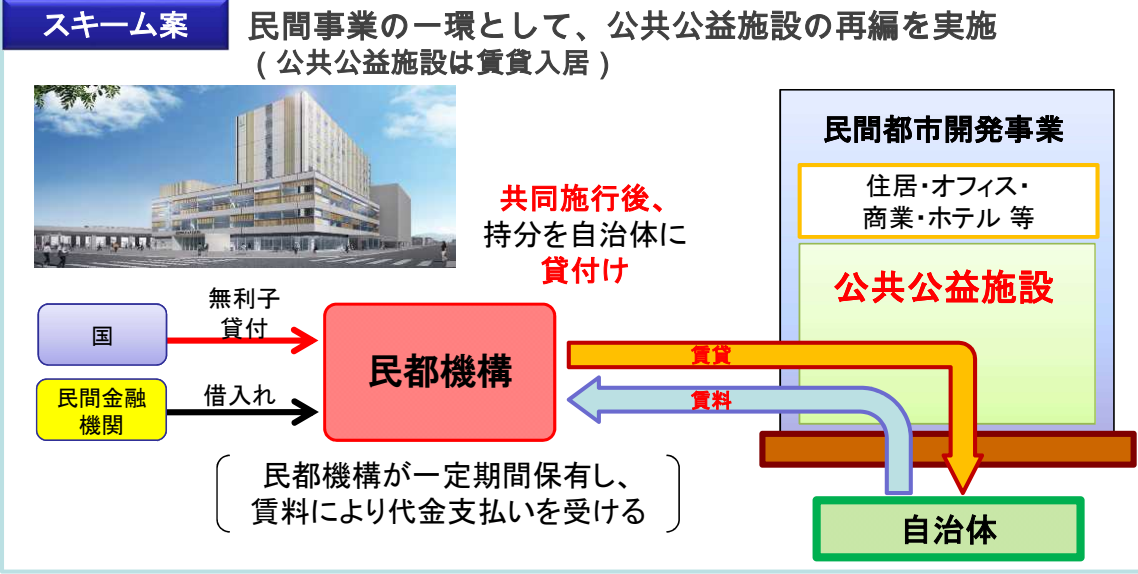 スキーム案
民間事業の一環として、公共公益施設の再編を実施
(公共公益施設は賃貸入居)
共同施行後、
持分を自治体に
貸付け
民間都市開発事業
住居・オフィス・
商業・ホテル 等
公共公益施設
国
無利子
貸付
民間金融
機関
借入れ
民都機構
賃貸
賃料
民都機構が一定期間保有し、
賃料により代金支払いを受ける
自治体